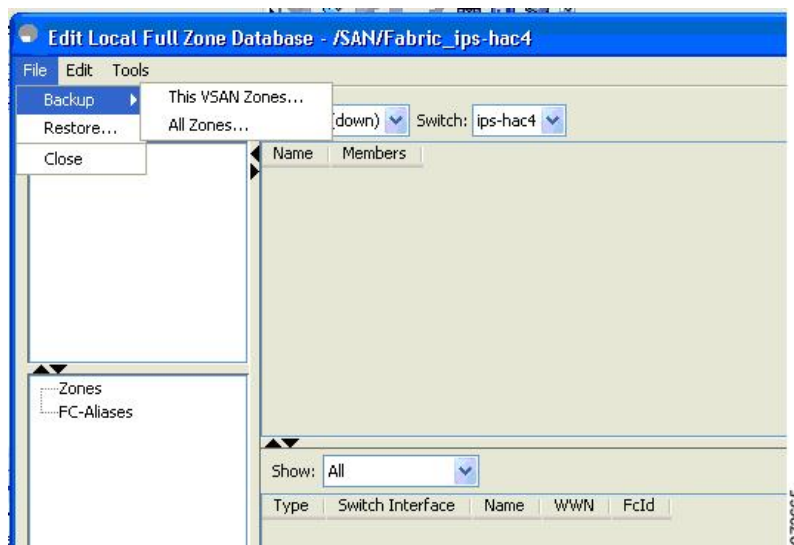 Edit Local Full Zone Database - /SAN/Fabric_ips-hac4
File Edit Tools
Backup This VSAN Zones...
Restore... All Zones...
Close
(down) Switch: ips-hac4
Name Members
Zones
FC-Aliases
Show: All
Type Switch Interface Name WWN FcId